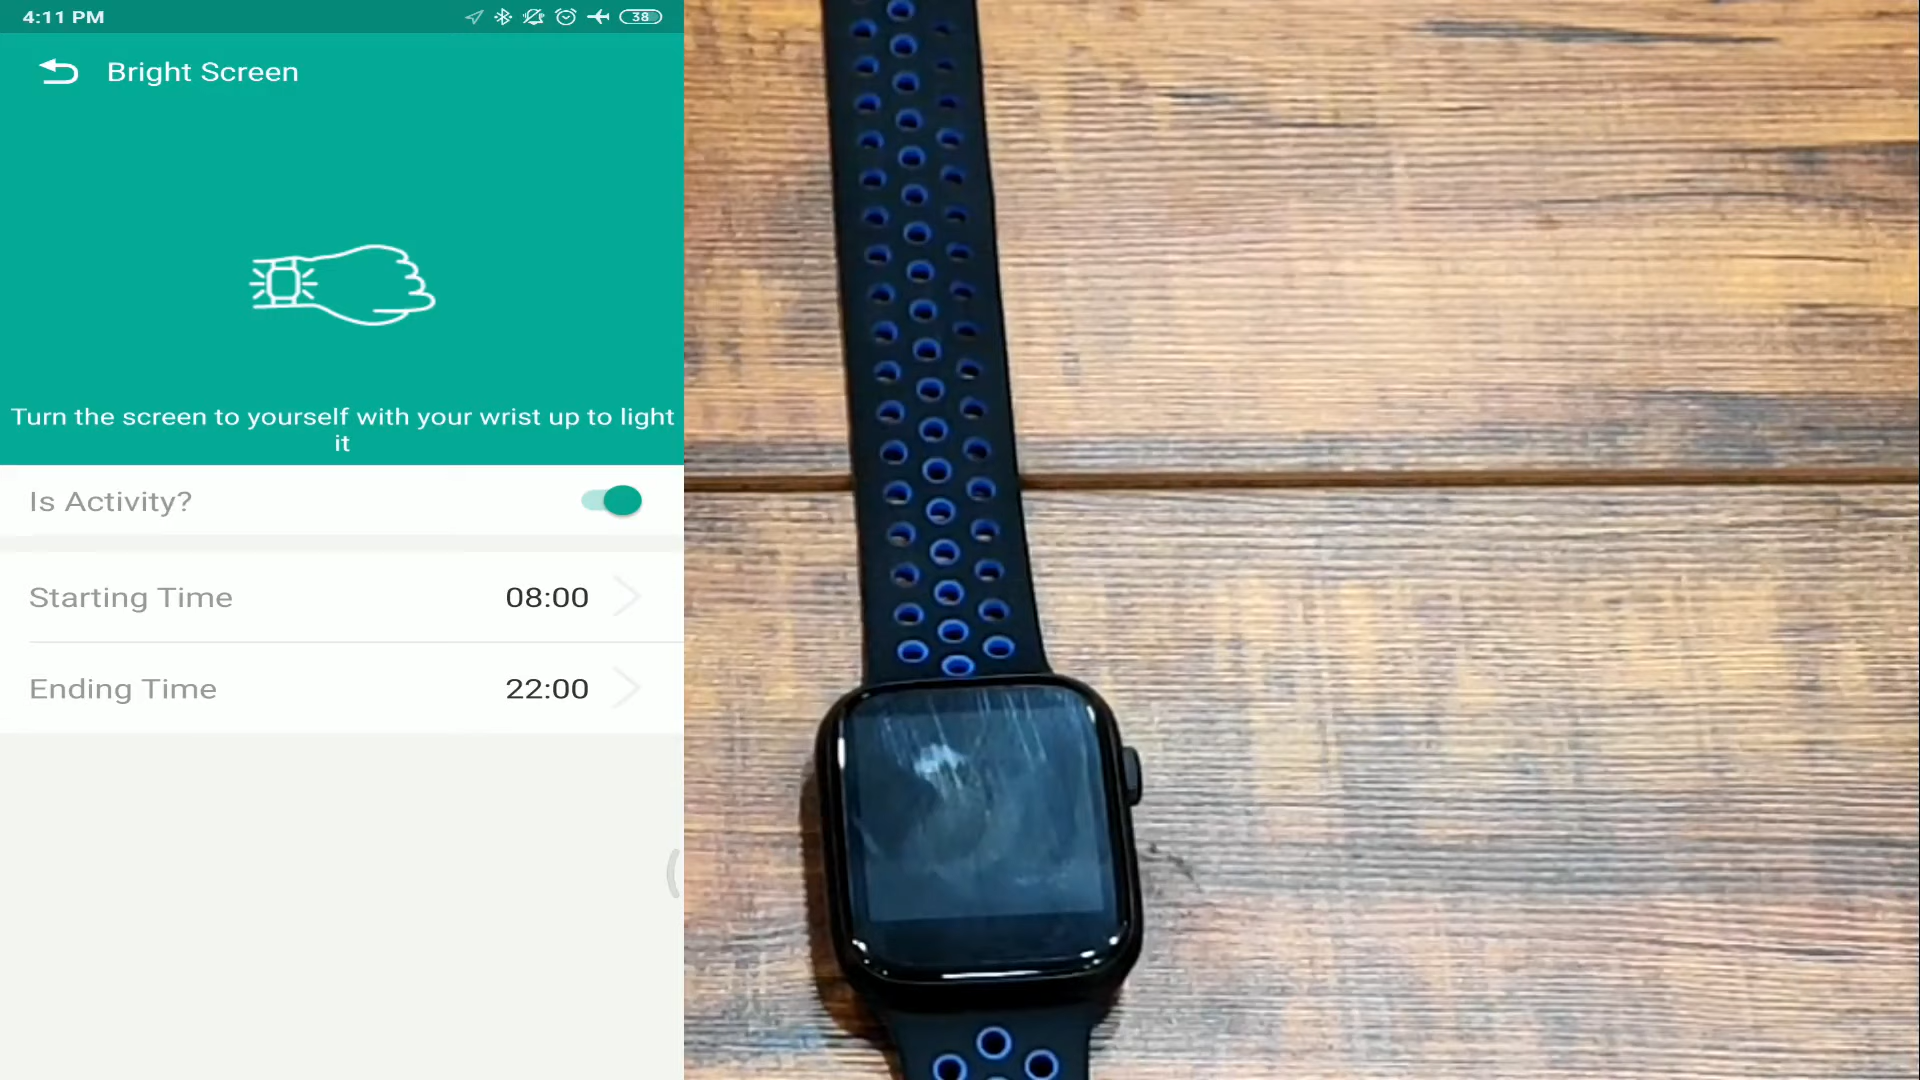 4:11 PM
38
Bright Screen
Turn the screen to yourself with your wrist up to light
it
Is Activity?
Starting Time
08:00
Ending Time
22:00